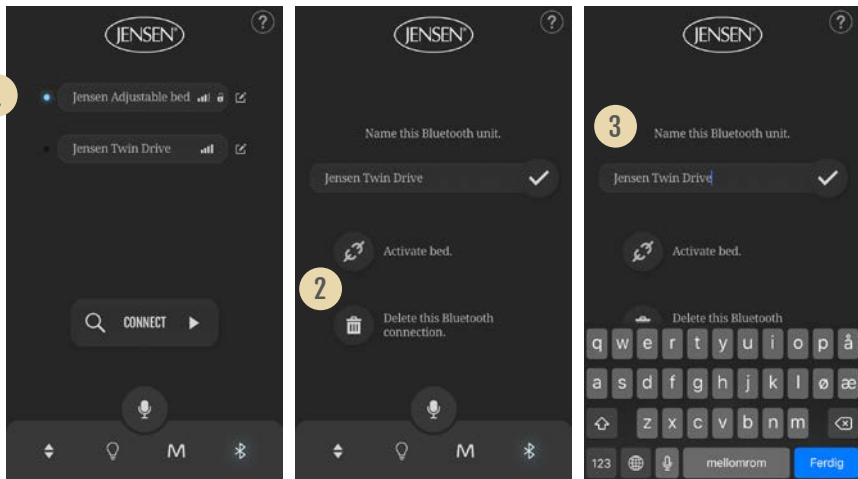 JENSEN®
?
Jensen Adjustable bed
Jensen Twin Drive
CONNECT
M
JENSEN®
?
Name this Bluetooth unit.
Jensen Twin Drive
Activate bed.
2
Delete this Bluetooth
connection.
M
JENSEN®
?
3
Name this Bluetooth unit.
Jensen Twin Drive
Activate bed.
Delete this Bluetooth
q w e r t y u i o p å
a s d f g h j k l ø æ
z x c v b n m
123 mellomrom Ferdig